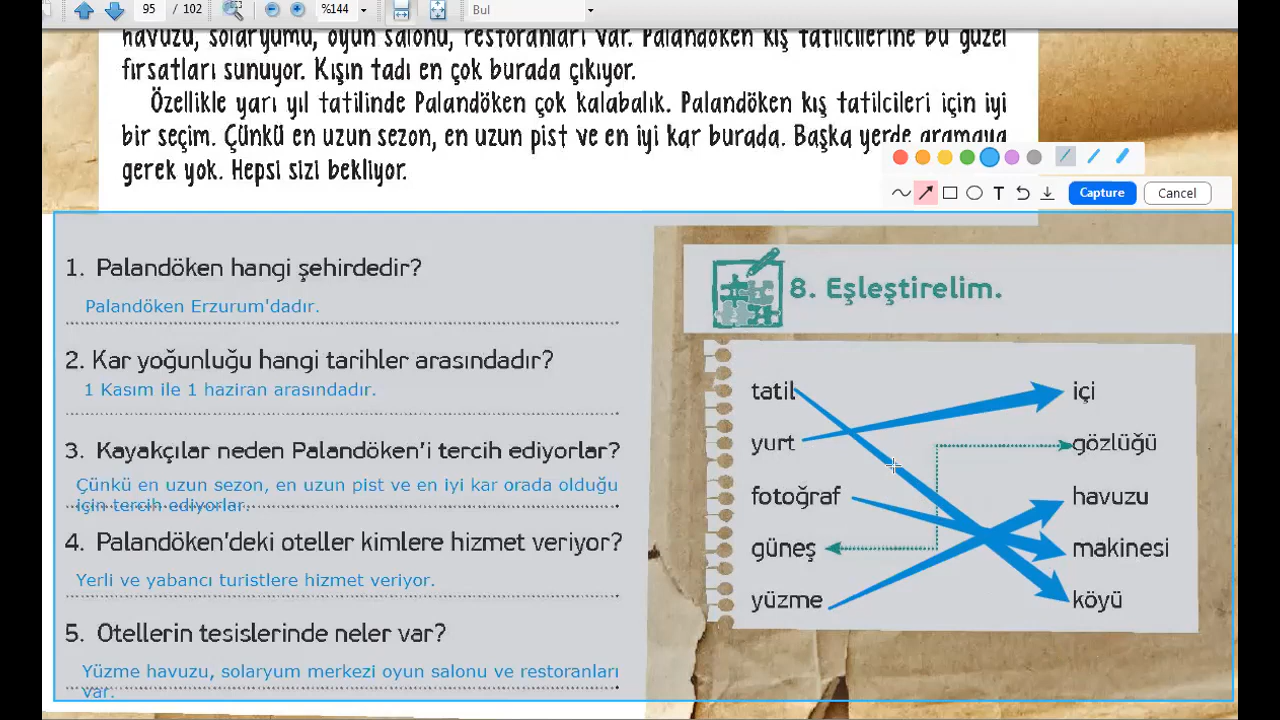 95 / 102 %144 Bul
havuzu, solaryumu, oyun salonu, restoranları var. Palandöken kış tatilcilerine bu güzel
fırsatları sunuyor. Kışın tadı en çok burada çıkıyor.
Özellikle yarı yıl tatilinde Palandöken çok kalabalık. Palandöken kış tatilcileri için iyi
bir seçim. Çünkü en uzun sezon, en uzun pist ve en iyi kar burada. Başka yerde aramaya
gerek yok. Hepsi sizi bekliyor.
T Capture Cancel
1. Palandöken hangi şehirdedir?
Palandöken Erzurum'dadır.
2. Kar yoğunluğu hangi tarihler arasındadır?
1 Kasım ile 1 haziran arasındadır.
3. Kayakçılar neden Palandöken'i tercih ediyorlar?
Çünkü en uzun sezon, en uzun pist ve en iyi kar orada olduğu
için tercih ediyorlar.
4. Palandöken'deki oteller kimlere hizmet veriyor?
Yerli ve yabancı turistlere hizmet veriyor.
5. Otellerin tesislerinde neler var?
Yüzme havuzu, solaryum merkezi oyun salonu ve restoranları
var.
8. Eşleştirelim.
tatil içi
yurt gözlüğü
fotoğraf havuzu
güneş makinesi
yüzme köyü